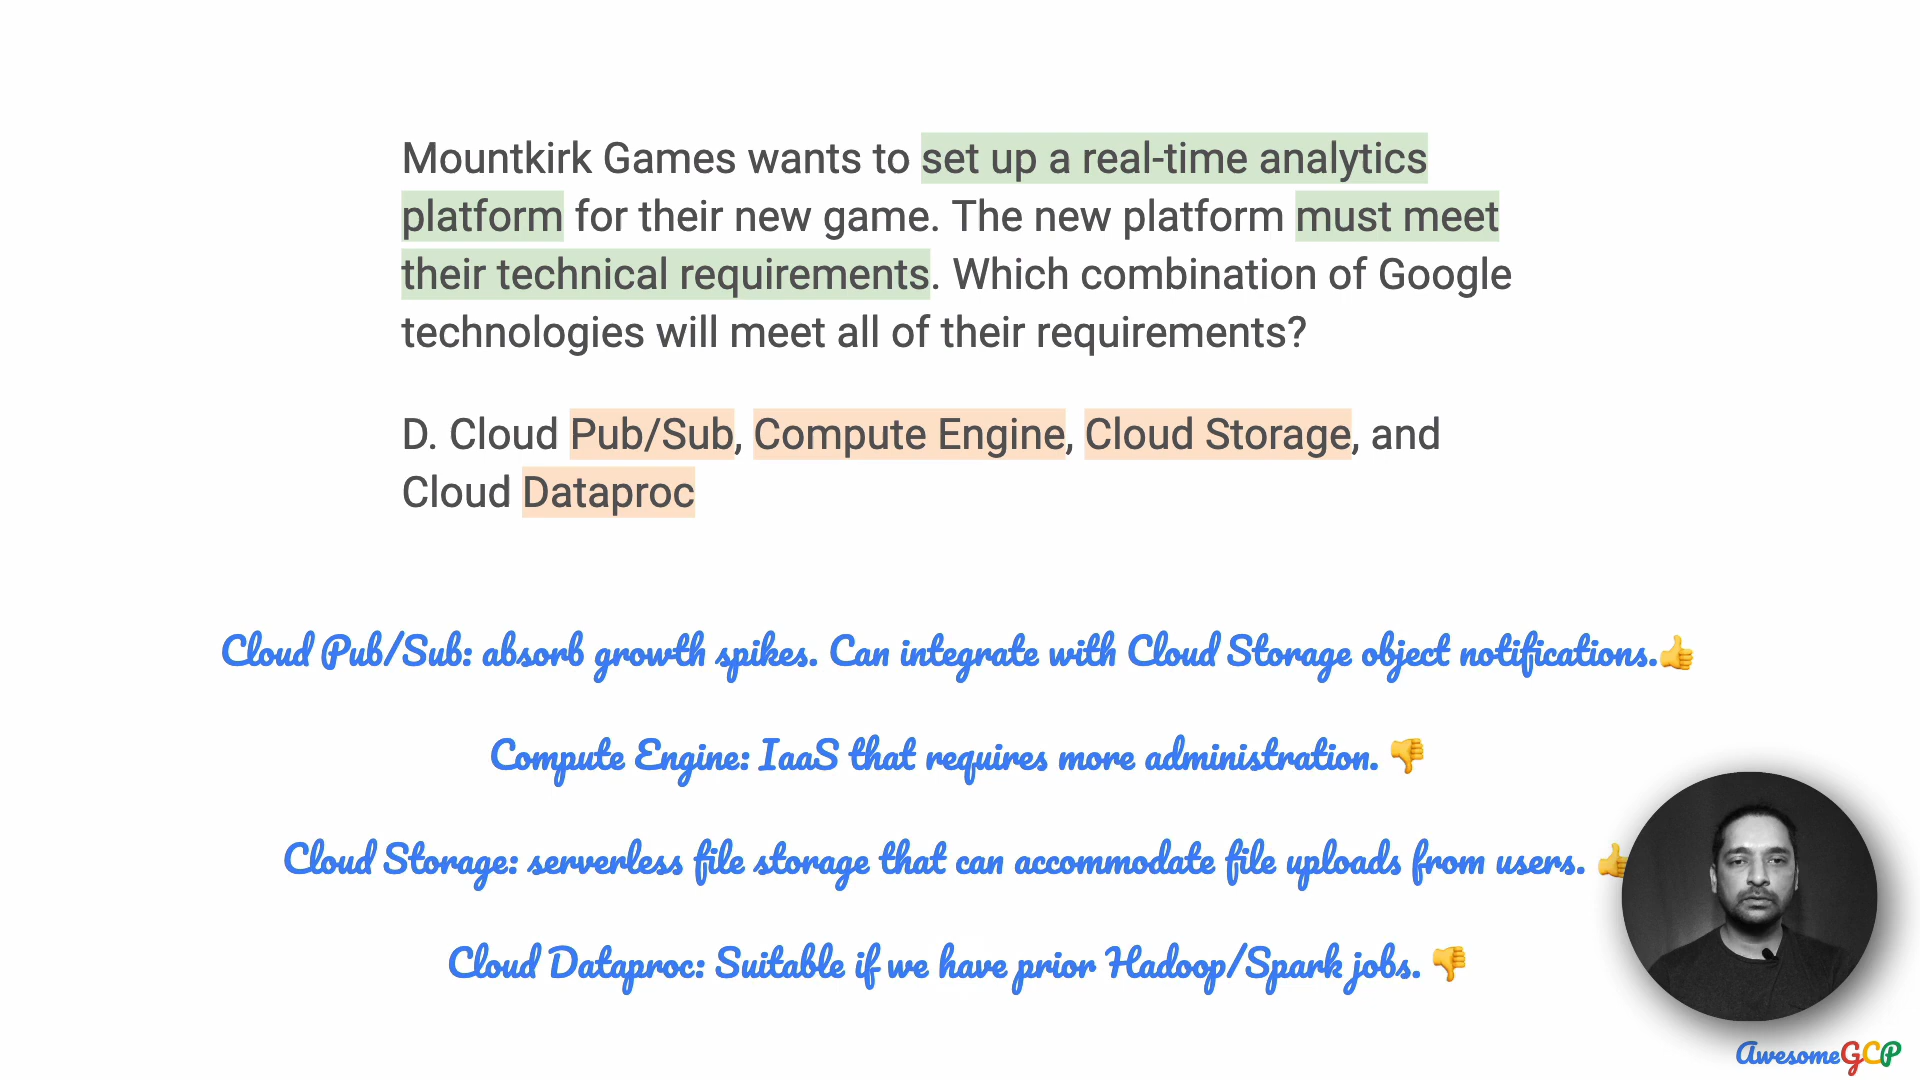 Mountkirk Games wants to set up a real-time analytics
platform for their new game. The new platform must meet
their technical requirements. Which combination of Google
technologies will meet all of their requirements?
D. Cloud Pub/Sub, Compute Engine, Cloud Storage, and
Cloud Dataproc
Cloud Pub/Sub: absorb growth spikes. Can integrate with Cloud Storage object notifications.👍
Compute Engine: IaaS that requires more administration. 👎
Cloud Storage: serverless file storage that can accommodate file uploads from users. 👍
Cloud Dataproc: Suitable if we have prior Hadoop/Spark jobs. 👎
AwesomeGCP